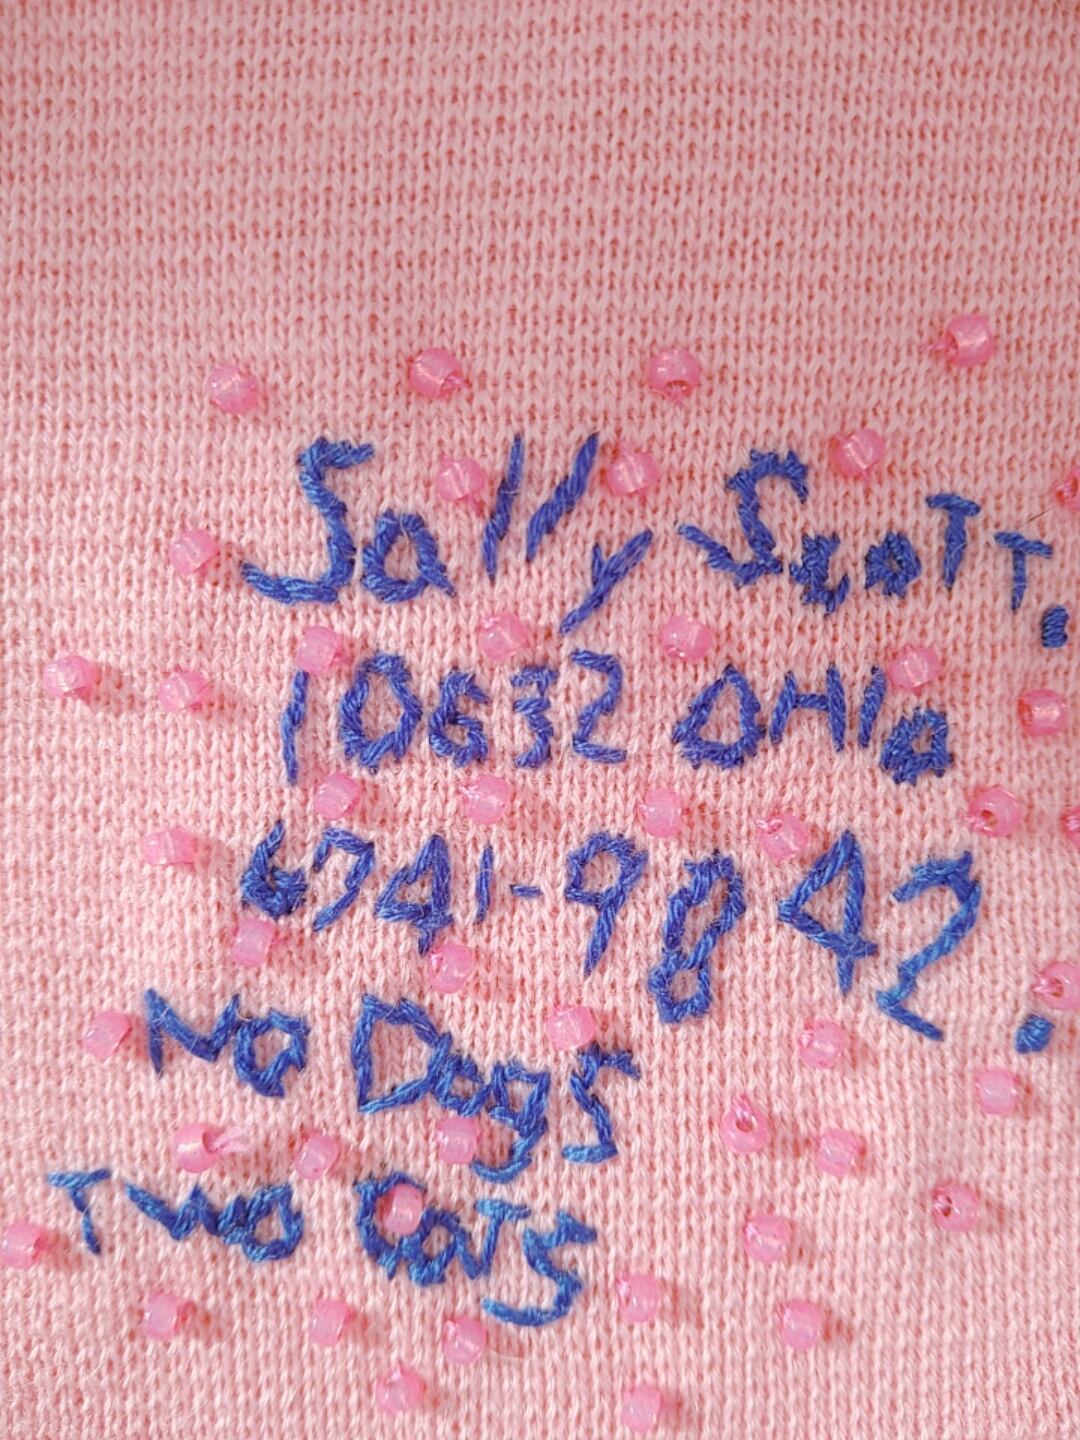 Sally Scott.
10632 OHIO
6741-9842.
No Dogs
Two Cats